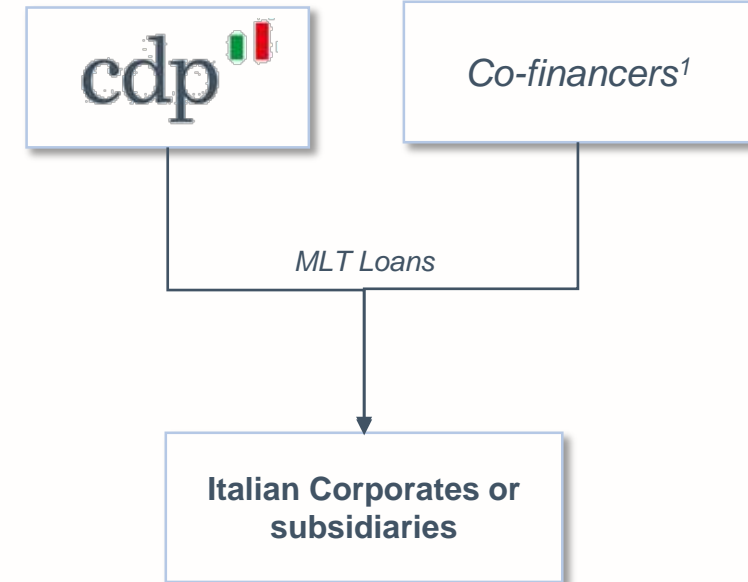 cdp
Co-financers¹
MLT Loans
Italian Corporates or
subsidiaries